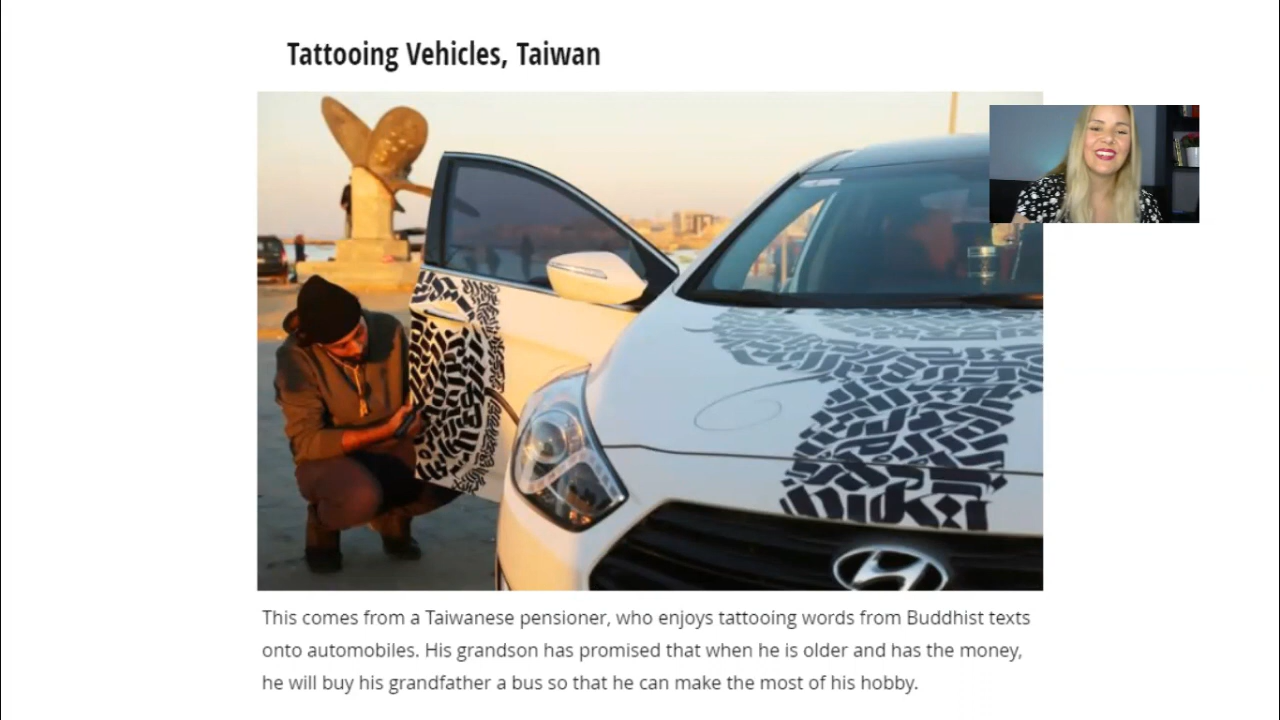 Tattooing Vehicles, Taiwan
This comes from a Taiwanese pensioner, who enjoys tattooing words from Buddhist texts
onto automobiles. His grandson has promised that when he is older and has the money,
he will buy his grandfather a bus so that he can make the most of his hobby.